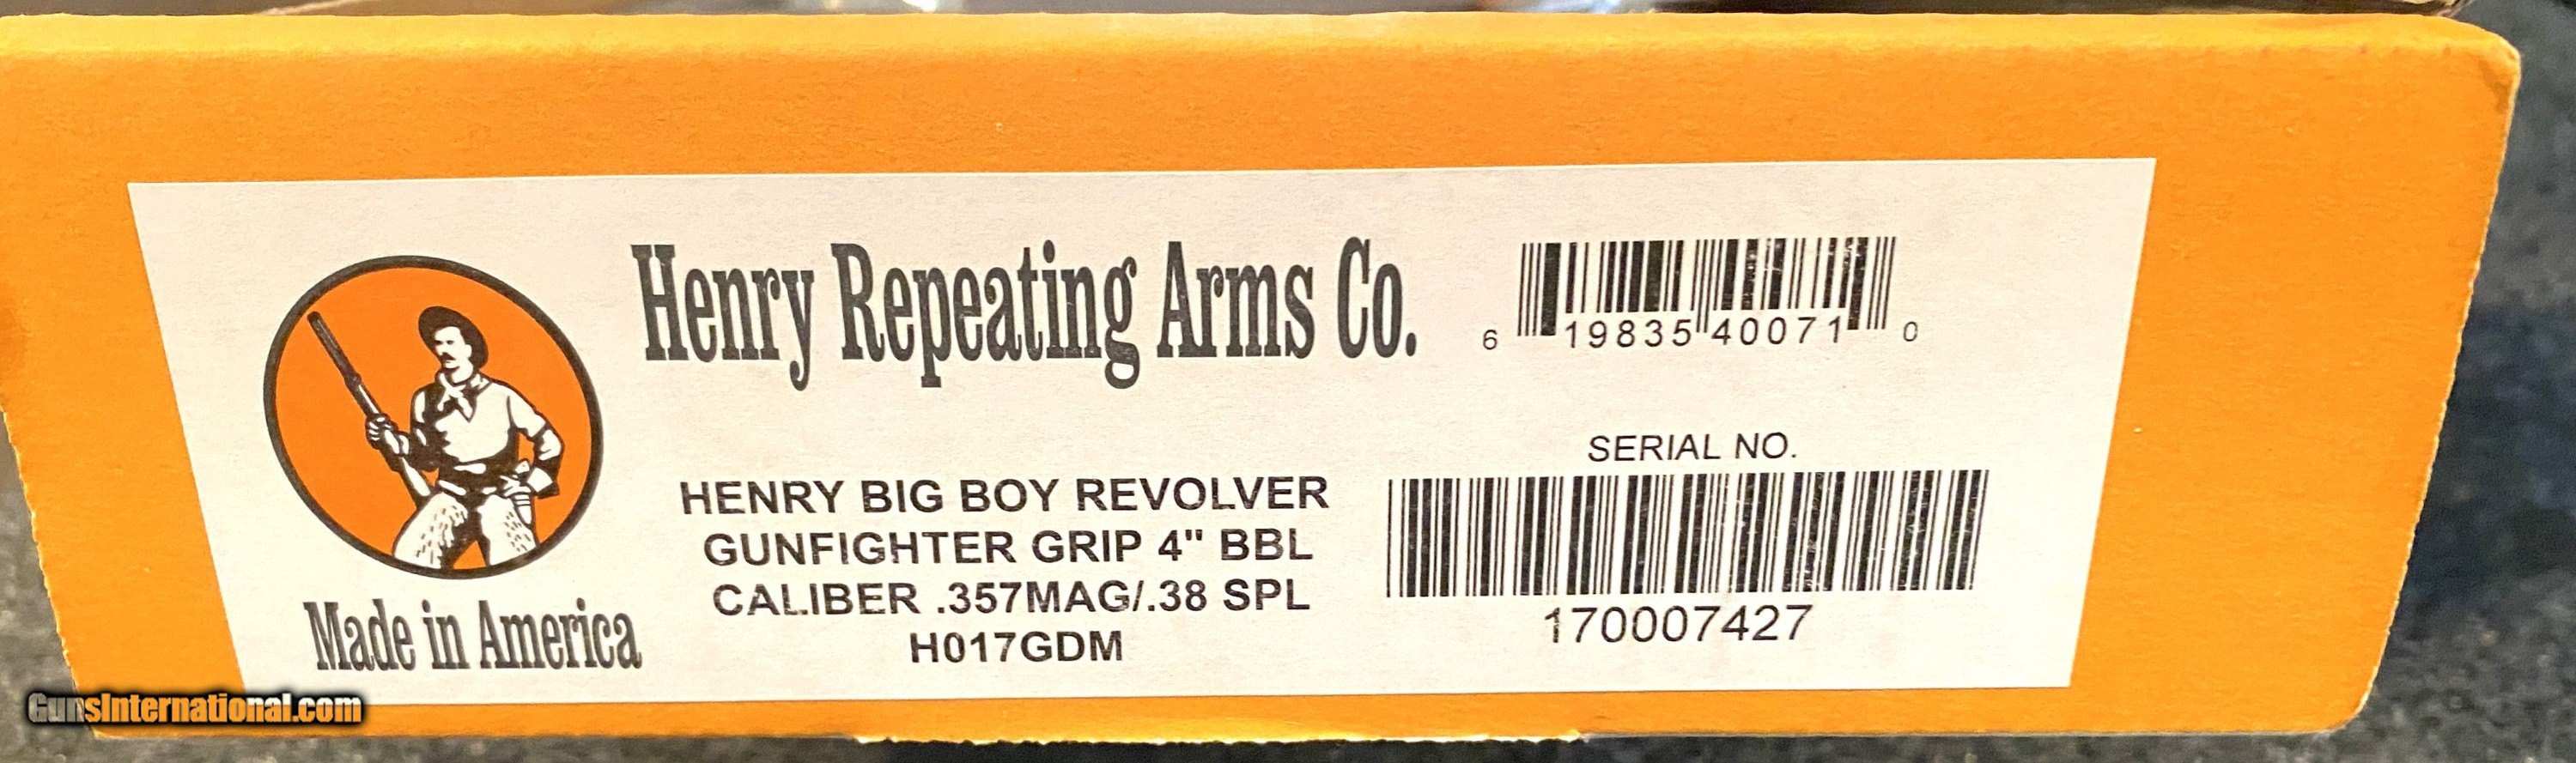 Henry Repeating Arms Co.
6 19835 40071 0
SERIAL NO.
170007427
HENRY BIG BOY REVOLVER
GUNFIGHTER GRIP 4" BBL
CALIBER .357MAG/.38 SPL
H017GDM
Made in America
GunsInternational.com